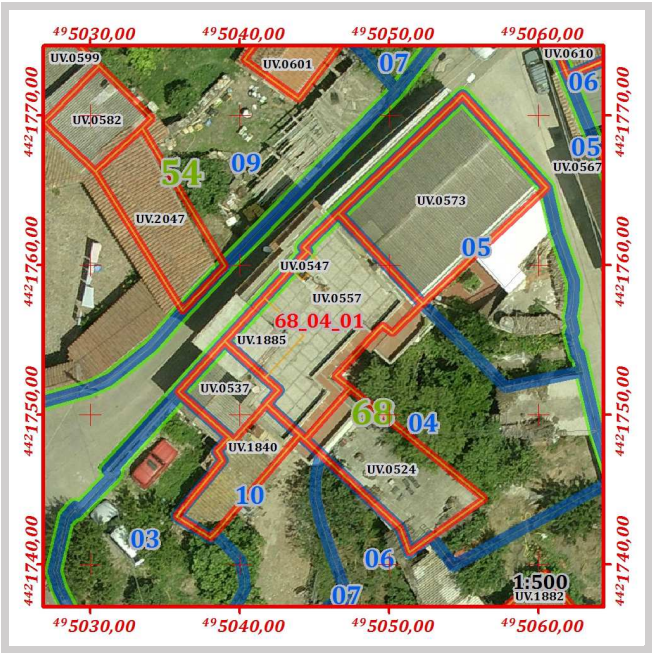 ⁴⁹5030,00 ⁴⁹5040,00 ⁴⁹5050,00 ⁴⁹5060,00
UV.0599
UV.0610
07
UV.0601
06
⁴⁴²1770,00
⁴⁴²1770,00
UV.0582
05
54
09
UV.0567
UV.0573
UV.2047
05
⁴⁴²1760,00
⁴⁴²1760,00
UV.0547
UV.0557
68_04_01
UV.1885
UV.0537
68
04
⁴⁴²1750,00
⁴⁴²1750,00
UV.1840
UV.0524
10
03
06
⁴⁴²1740,00
⁴⁴²1740,00
07
1:500
UV.1882
⁴⁹5030,00 ⁴⁹5040,00 ⁴⁹5050,00 ⁴⁹5060,00